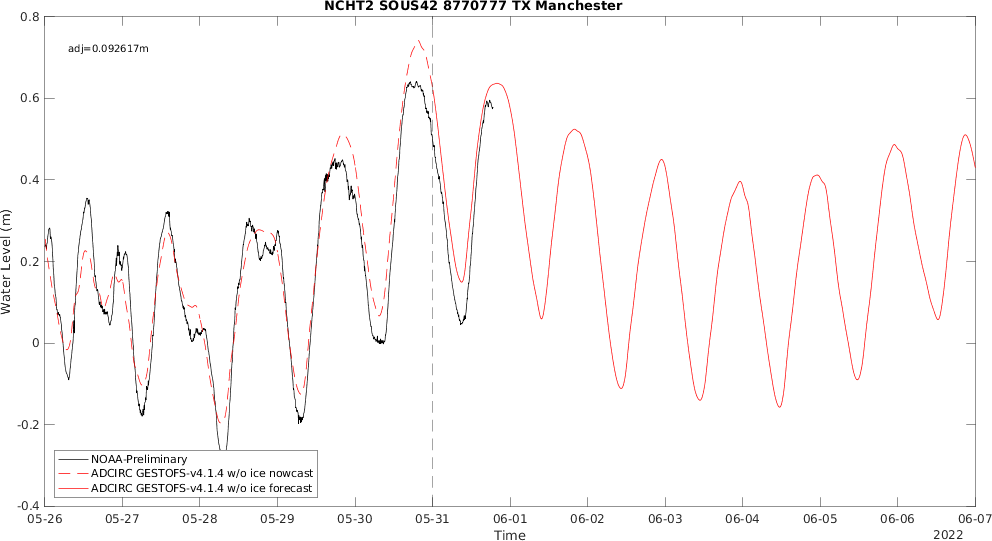 NCHT2 SOUS42 8770777 TX Manchester
adj=0.092617m
0.8
0.6
0.4
0.2
0
-0.2
-0.4
Water Level (m)
NOAA-Preliminary
ADCIRC GESTOFS-v4.1.4 w/o ice nowcast
ADCIRC GESTOFS-v4.1.4 w/o ice forecast
05-26 05-27 05-28 05-29 05-30 05-31 06-01 06-02 06-03 06-04 06-05 06-06 06-07
Time
2022